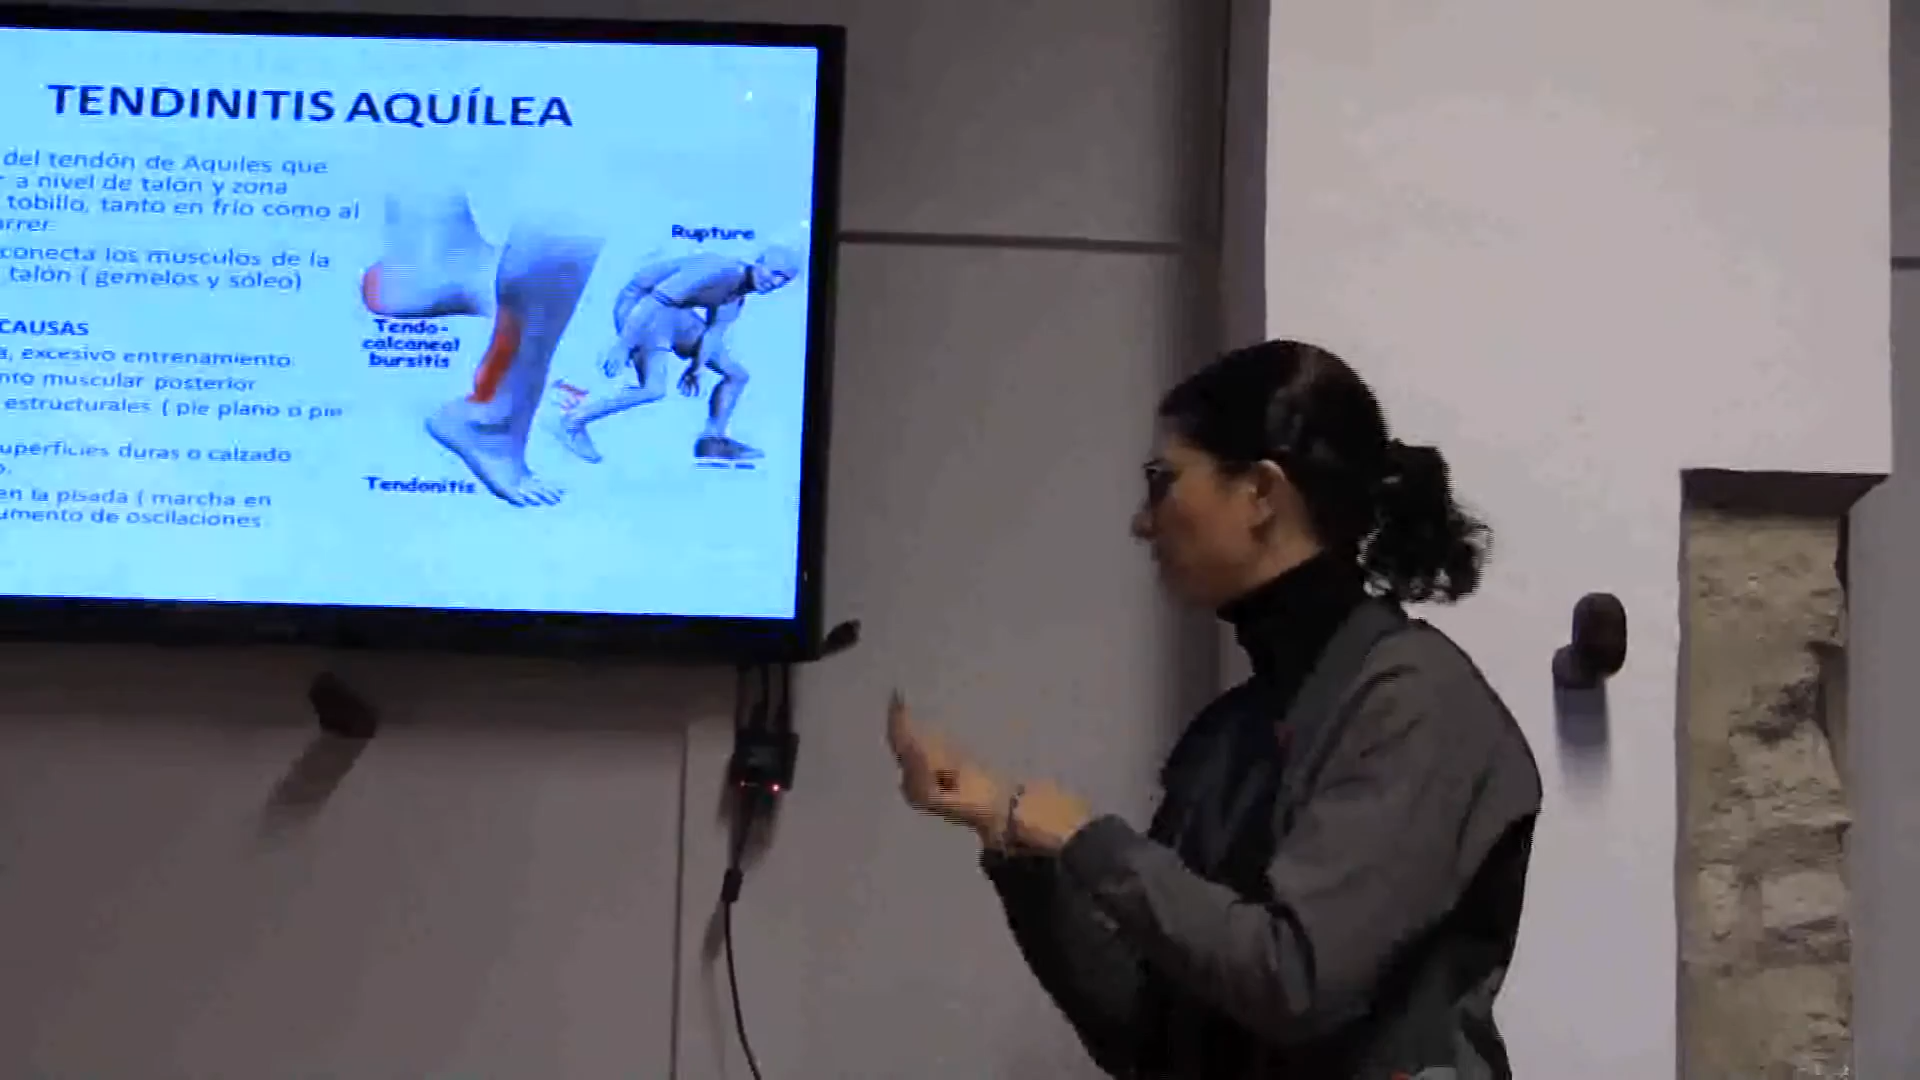 TENDINITIS AQUÍLEA
del tendón de Aquiles que
a nivel de talón y zona
tobillo, tanto en frío como al
conecta los musculos de la
talón ( gemelos y sóleo)
CAUSAS
excesivo entrenamiento
muscular posterior
estructurales ( pie plano o pie
duras o calzado
en la pisada ( marcha en
de oscilaciones
Tendo-
calcaneal
bursitis
Tendonitis
Rupture